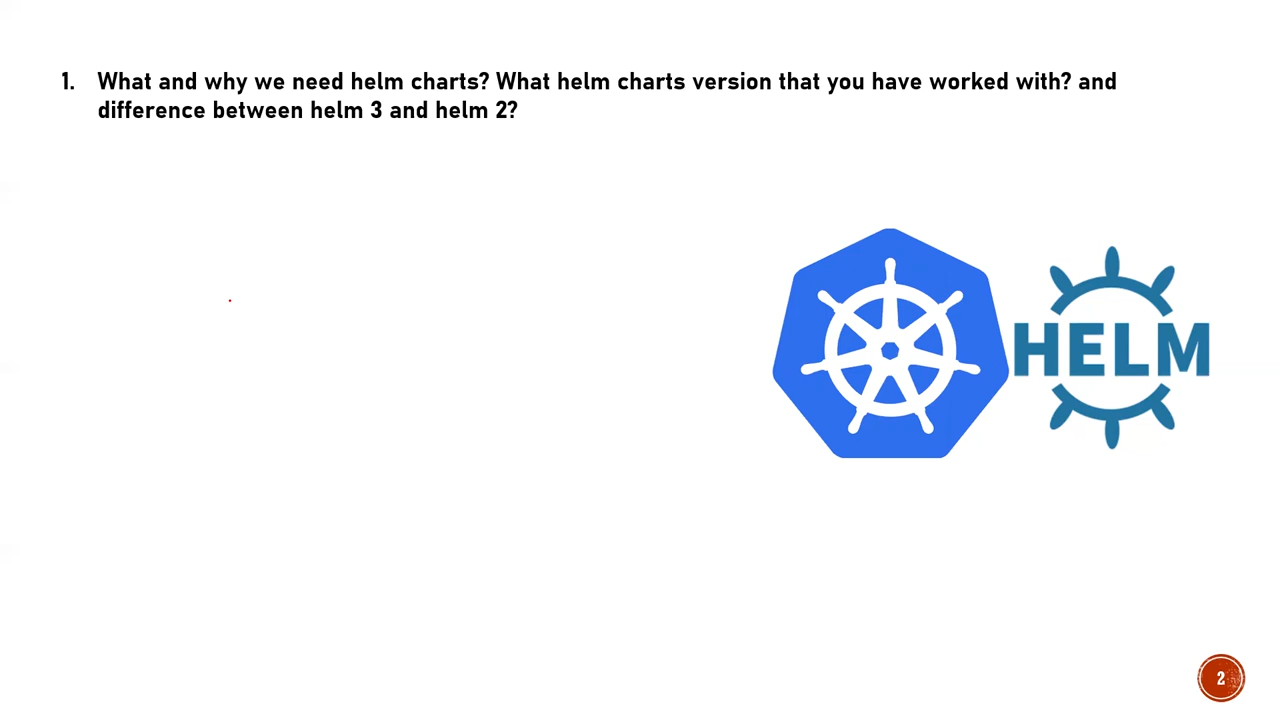 1. What and why we need helm charts? What helm charts version that you have worked with? and
difference between helm 3 and helm 2?
HELM
2